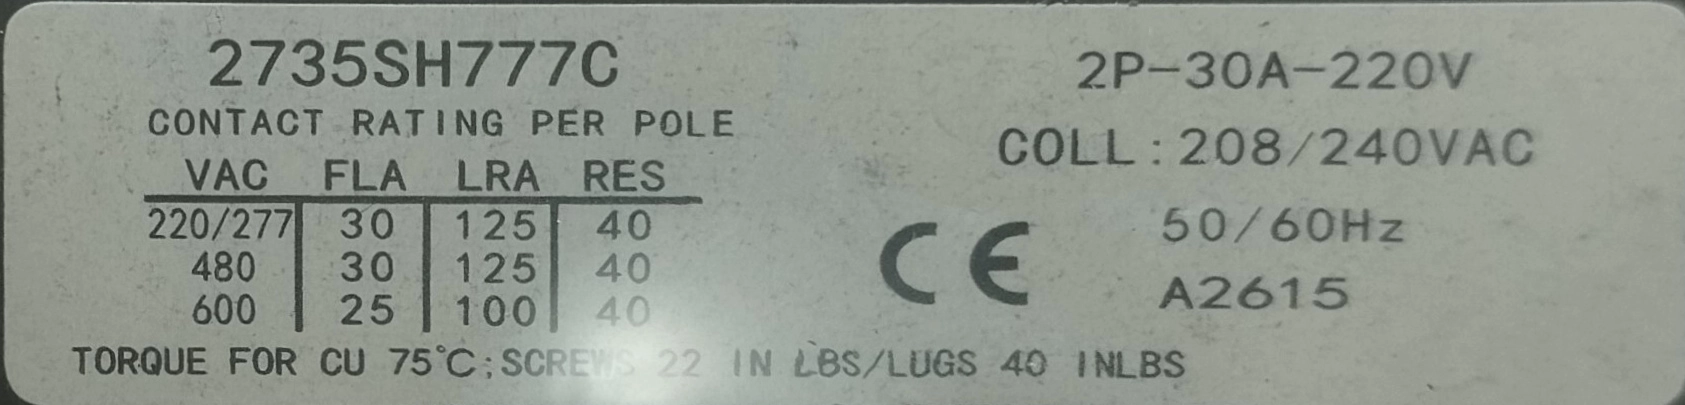 2735SH777C
CONTACT RATING PER POLE
VAC FLA LRA RES
220/277 30 125 40
480 30 125 40
600 25 100 40
2P-30A-220V
COLL: 208/240VAC
50/60Hz
CE
A2615
TORQUE FOR CU 75°C; SCREWS 22 IN LBS/LUGS 40 INLBS